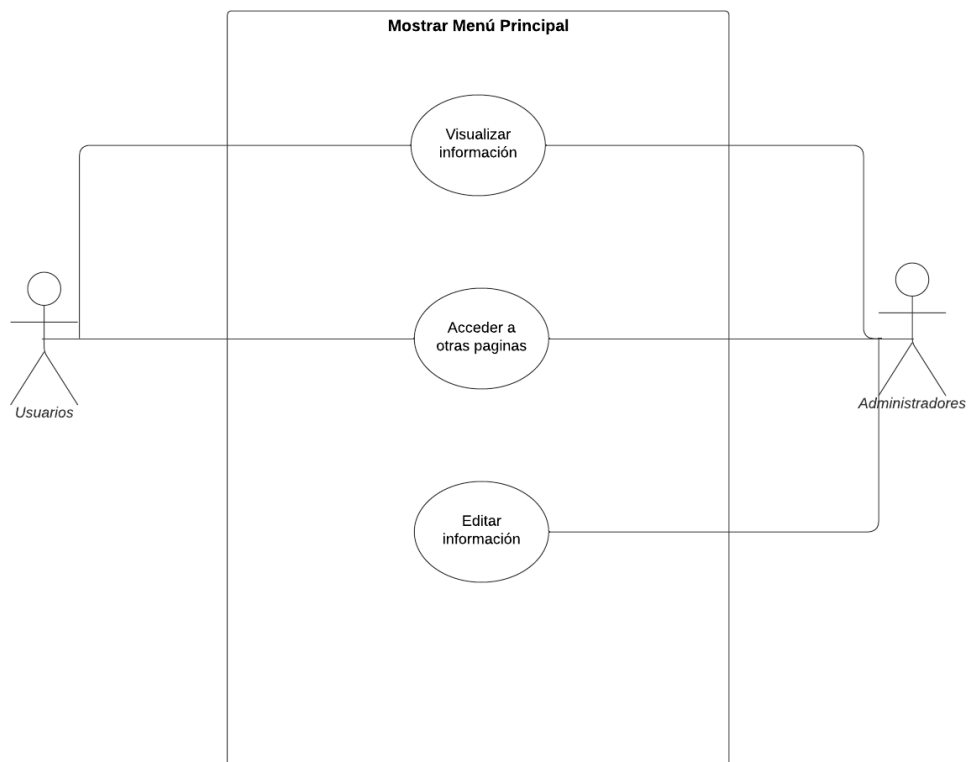 Mostrar Menú Principal
Visualizar
información
Acceder a
otras paginas
Usuarios
Administradores
Editar
información